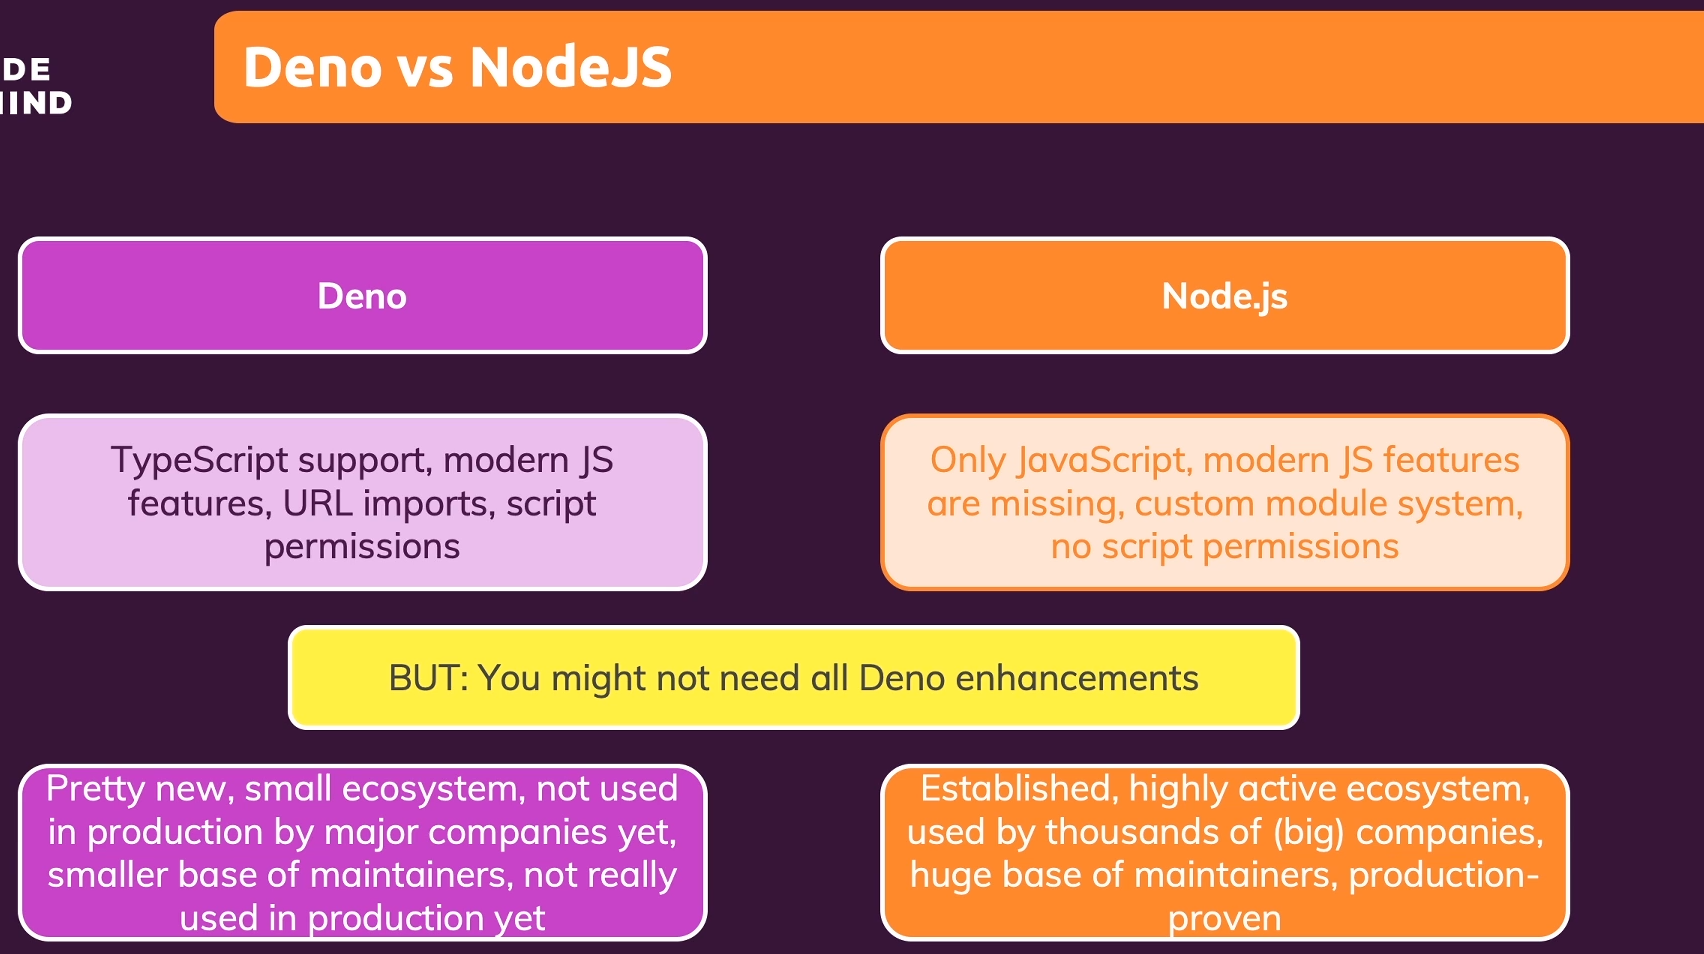 DE
IIND
Deno vs NodeJS
Deno
Node.js
TypeScript support, modern JS
features, URL imports, script
permissions
Only JavaScript, modern JS features
are missing, custom module system,
no script permissions
BUT: You might not need all Deno enhancements
Pretty new, small ecosystem, not used
in production by major companies yet,
smaller base of maintainers, not really
used in production yet
Established, highly active ecosystem,
used by thousands of (big) companies,
huge base of maintainers, production-
proven